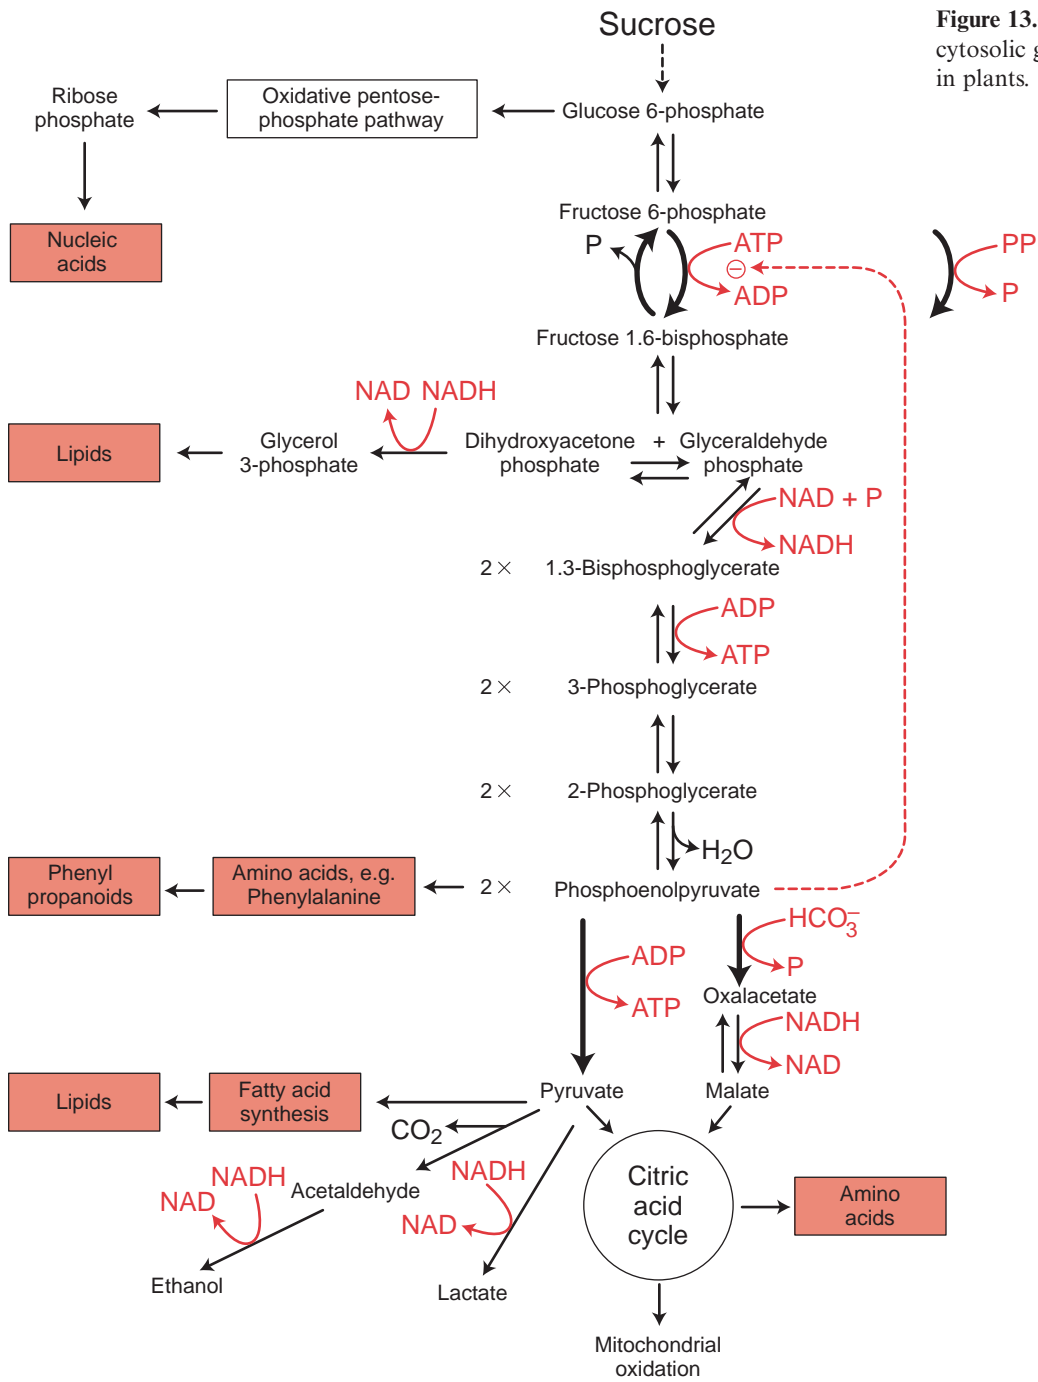 Sucrose
Figure 13.
cytosolic g
in plants.
Ribose
phosphate
Oxidative pentose-
phosphate pathway
Glucose 6-phosphate
Nucleic
acids
Fructose 6-phosphate
P
ATP
⊖
ADP
PP
P
Fructose 1.6-bisphosphate
NAD NADH
Lipids
Glycerol
3-phosphate
Dihydroxyacetone + Glyceraldehyde
phosphate phosphate
NAD + P
NADH
2 × 1.3-Bisphosphoglycerate
ADP
ATP
2 × 3-Phosphoglycerate
2 × 2-Phosphoglycerate
H₂O
Phenyl
propanoids
Amino acids, e.g.
Phenylalanine
2 × Phosphoenolpyruvate
HCO₃⁻
P
ADP
ATP
Oxalacetate
NADH
NAD
Lipids
Fatty acid
synthesis
Pyruvate
Malate
CO₂
NADH
NAD
Acetaldehyde
NADH
NAD
Citric
acid
cycle
Amino
acids
Ethanol
Lactate
Mitochondrial
oxidation